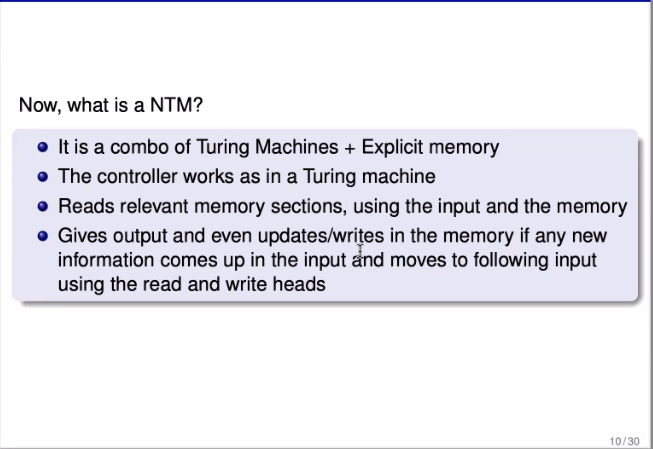 Now, what is a NTM?
It is a combo of Turing Machines + Explicit memory
The controller works as in a Turing machine
Reads relevant memory sections, using the input and the memory
Gives output and even updates/writes in the memory if any new
information comes up in the input and moves to following input
using the read and write heads
10/30